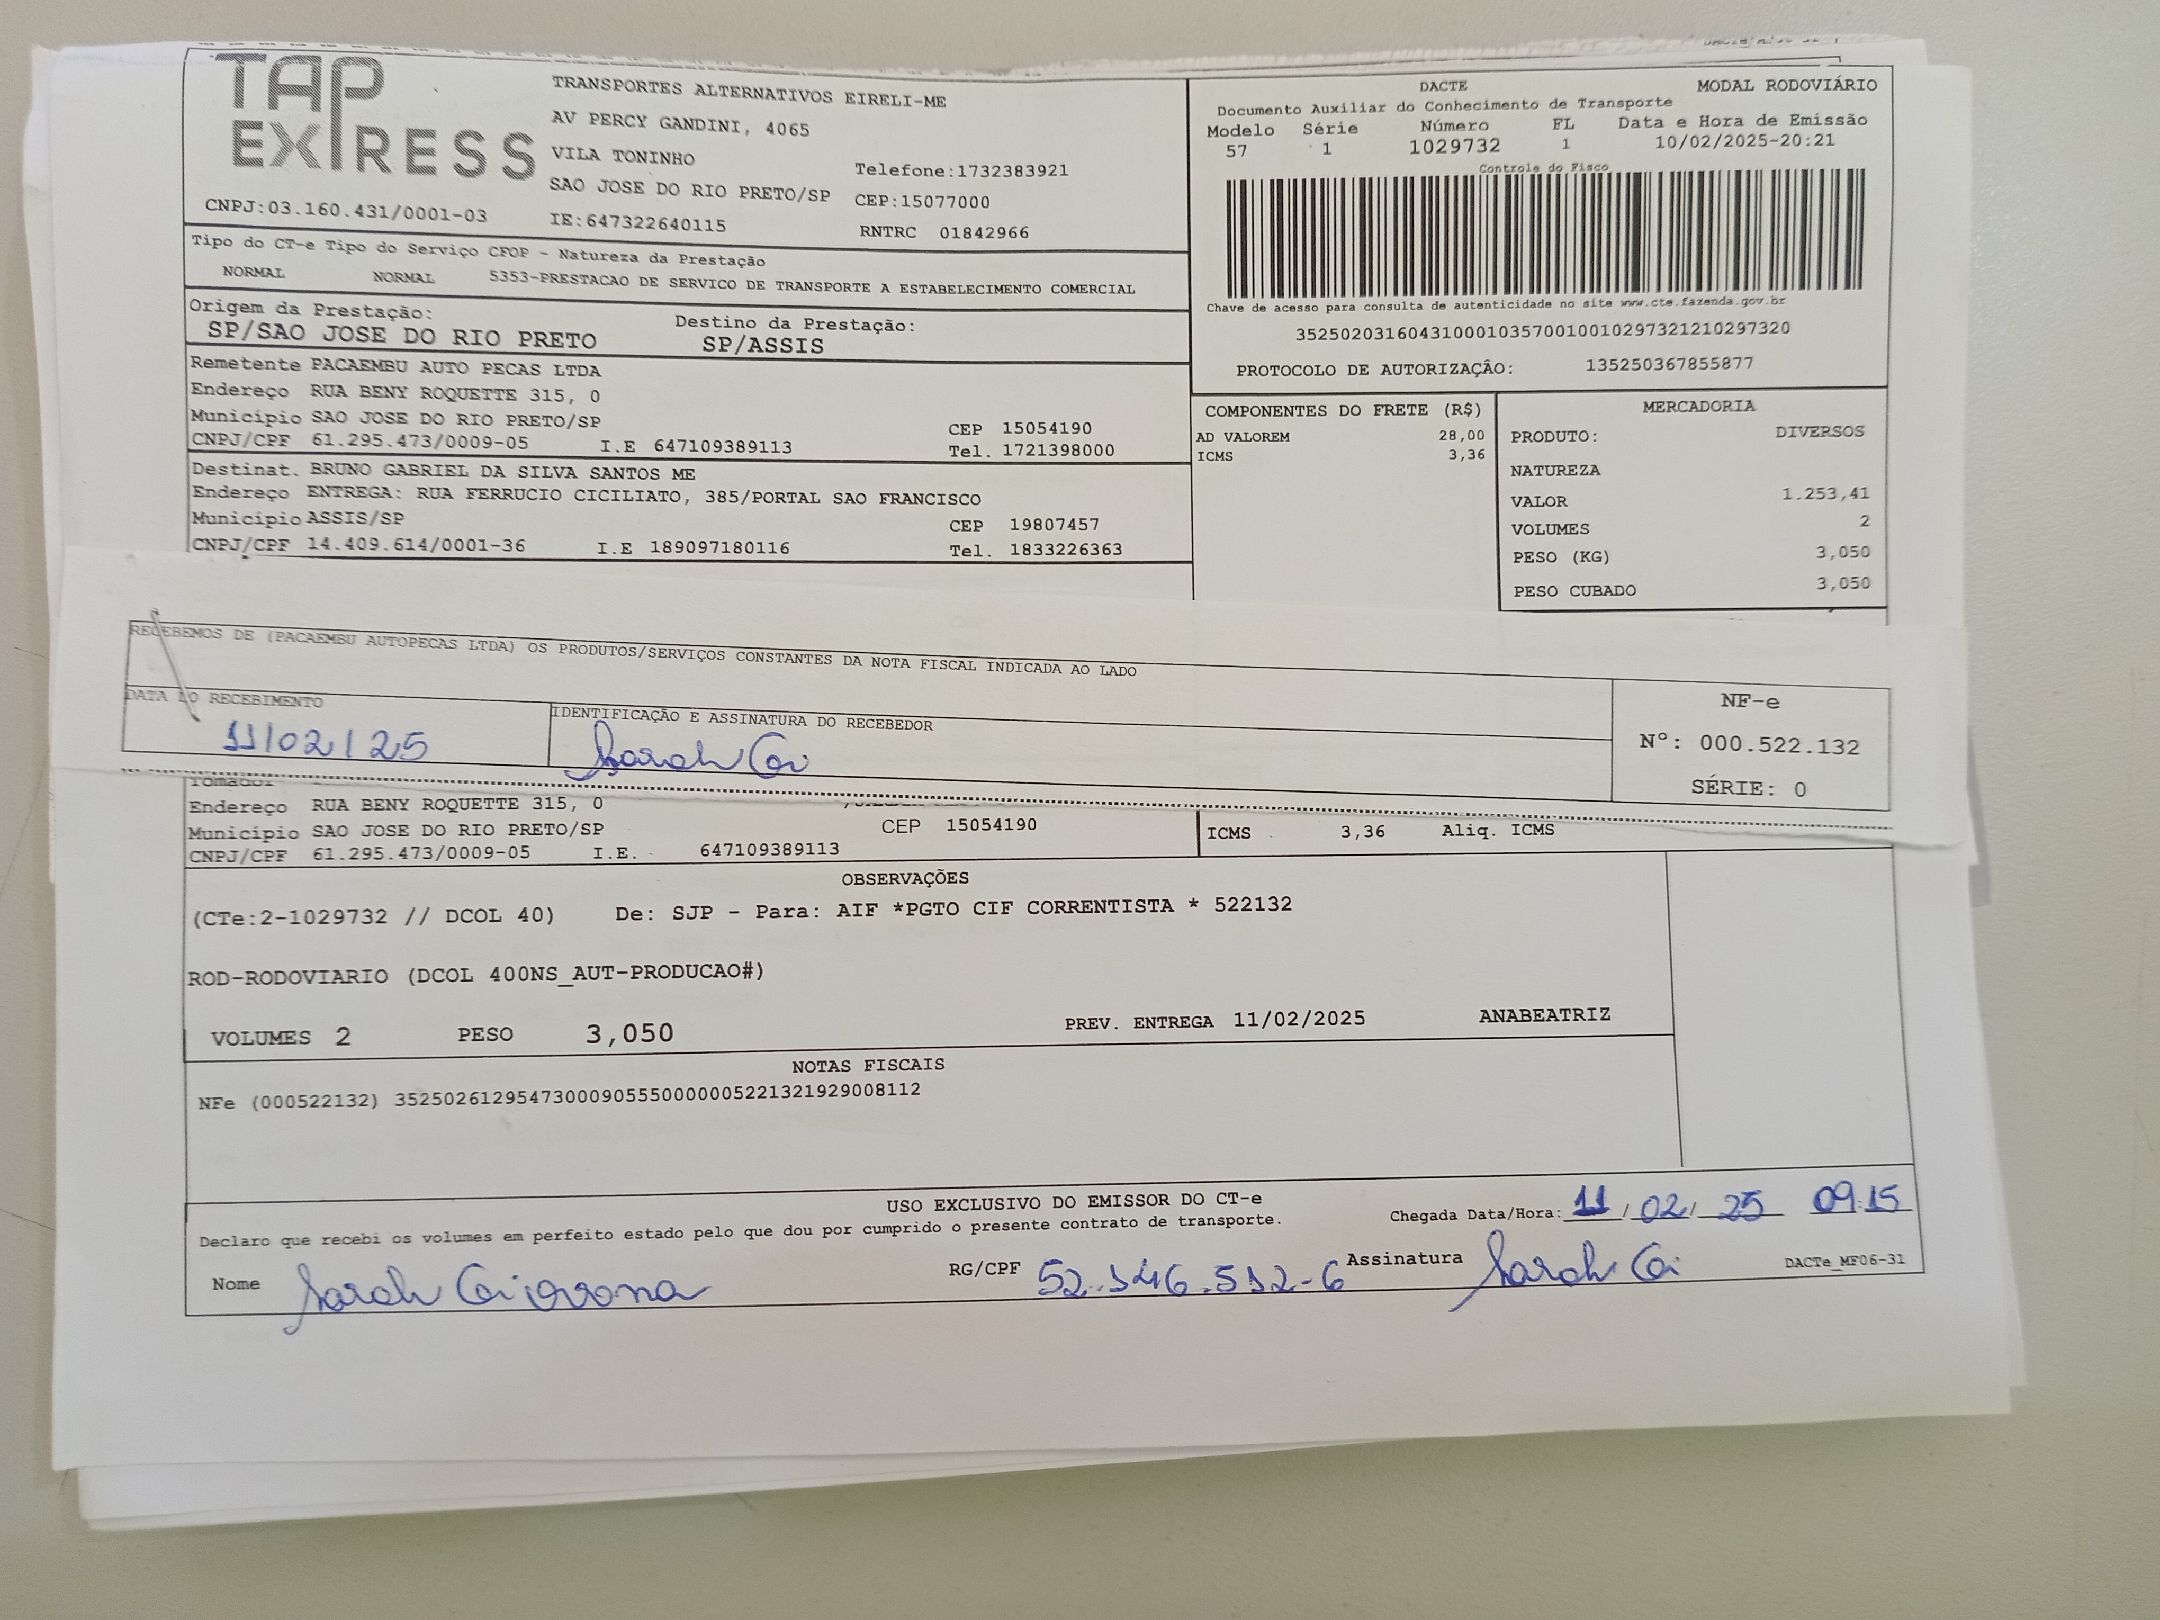 TAP EXPRESS
TRANSPORTES ALTERNATIVOS EIRELI-ME
AV PERCY GANDINI, 4065
VILA TONINHO
Telefone:1732383921
SAO JOSE DO RIO PRETO/SP CEP:15077000
CNPJ:03.160.431/0001-03 IE:647322640115 RNTRC 01842966
DACTE MODAL RODOVIÁRIO
Documento Auxiliar do Conhecimento de Transporte
Modelo Série Número FL Data e Hora de Emissão
57 1 1029732 1 10/02/2025-20:21
Controle do Fisco
Chave de acesso para consulta de autenticidade no site www.cte.fazenda.gov.br
35250203160431000103570010010297321210297320
PROTOCOLO DE AUTORIZAÇÃO: 135250367855877
Tipo do CT-e Tipo do Serviço CFOP - Natureza da Prestação
NORMAL NORMAL 5353-PRESTACAO DE SERVICO DE TRANSPORTE A ESTABELECIMENTO COMERCIAL
Origem da Prestação: Destino da Prestação:
SP/SAO JOSE DO RIO PRETO SP/ASSIS
Remetente PACAEMBU AUTO PECAS LTDA
Endereço RUA BENY ROQUETTE 315, 0
Município SAO JOSE DO RIO PRETO/SP CEP 15054190
CNPJ/CPF 61.295.473/0009-05 I.E 647109389113 Tel. 1721398000
Destinat. BRUNO GABRIEL DA SILVA SANTOS ME
Endereço ENTREGA: RUA FERRUCIO CICILIATO, 385/PORTAL SAO FRANCISCO
Município ASSIS/SP CEP 19807457
CNPJ/CPF 14.409.614/0001-36 I.E 189097180116 Tel. 1833226363
COMPONENTES DO FRETE (R$)
AD VALOREM 28,00
ICMS 3,36
MERCADORIA
PRODUTO: DIVERSOS
NATUREZA
VALOR 1.253,41
VOLUMES 2
PESO (KG) 3,050
PESO CUBADO 3,050
RECEBEMOS DE (PACAEMBU AUTOPECAS LTDA) OS PRODUTOS/SERVIÇOS CONSTANTES DA NOTA FISCAL INDICADA AO LADO
DATA DO RECEBIMENTO IDENTIFICAÇÃO E ASSINATURA DO RECEBEDOR
11/02/25 Sarah Gi
NF-e
Nº: 000.522.132
SÉRIE: 0
Tomador
Endereço RUA BENY ROQUETTE 315, 0
Município SAO JOSE DO RIO PRETO/SP CEP 15054190
CNPJ/CPF 61.295.473/0009-05 I.E. 647109389113
ICMS 3,36 Aliq. ICMS
OBSERVAÇÕES
(CTe:2-1029732 // DCOL 40) De: SJP - Para: AIF *PGTO CIF CORRENTISTA * 522132
ROD-RODOVIARIO (DCOL 400NS_AUT-PRODUCAO#)
VOLUMES 2 PESO 3,050 PREV. ENTREGA 11/02/2025 ANABEATRIZ
NOTAS FISCAIS
NFe (000522132) 35250261295473000905550000005221321929008112
USO EXCLUSIVO DO EMISSOR DO CT-e
Declaro que recebi os volumes em perfeito estado pelo que dou por cumprido o presente contrato de transporte.
Chegada Data/Hora: 11/02/25 09:15
Nome Sarah Giovana RG/CPF 52.146.512-6 Assinatura Sarah Gi DACTe_MF06-31